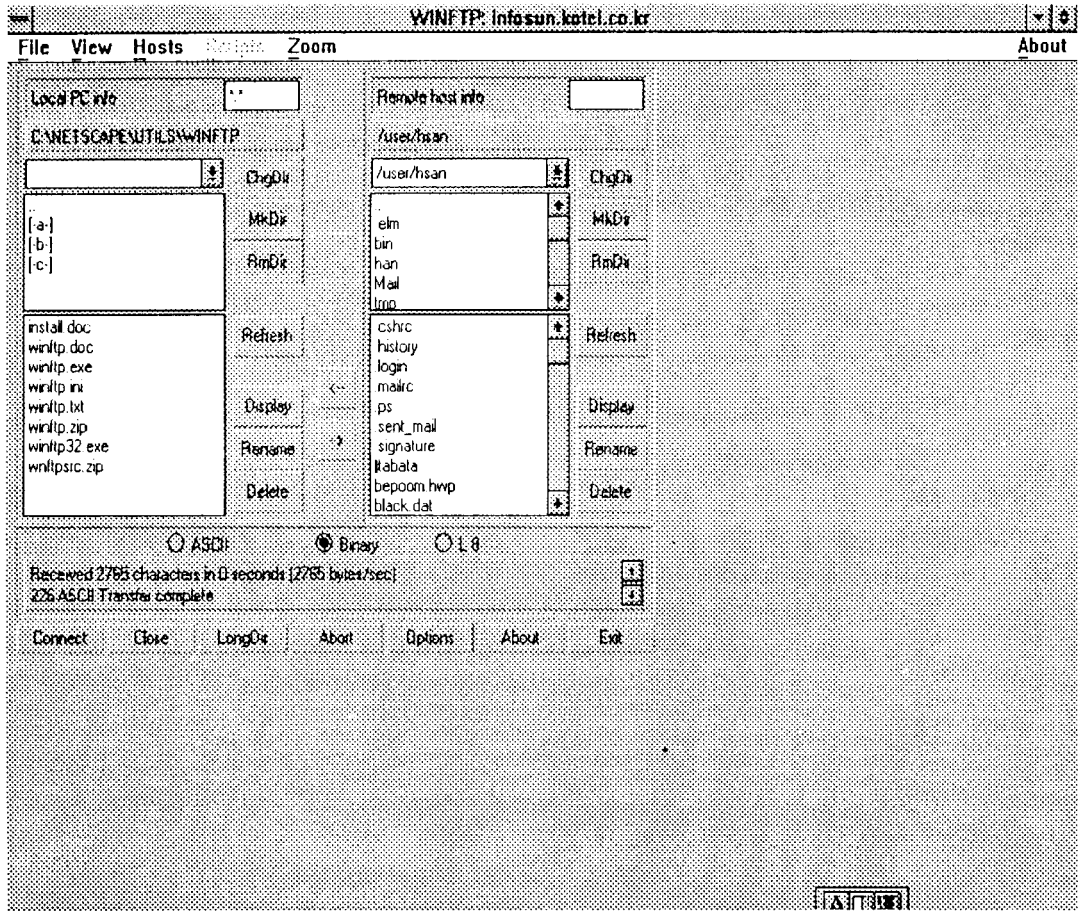 WINFTP: infosun.kotel.co.kr
File View Hosts Scripts Zoom About
Local PC info *.*
C:\NETSCAPE\UTILS\WINFTP
ChgDir
..
[-a-]
[-b-]
[-c-]
MkDir
RmDir
install.doc
winftp.doc
winftp.exe
winftp.ini
winftp.txt
winftp.zip
winftp32.exe
wnftpsrc.zip
Refresh
Display
Rename
Delete
<--
-->
Remote host info
/user/hsan
/user/hsan
ChgDir
.
elm
bin
han
Mail
tmp
MkDir
RmDir
cshrc
history
login
mailrc
ps
sent_mail
signature
bepoom.hwp
black.dat
Refresh
Display
Rename
Delete
ASCII Binary L 8
Received 2765 characters in 0 seconds (2765 bytes/sec)
226 ASCII Transfer complete
Connect Close LongDir Abort Options About Exit